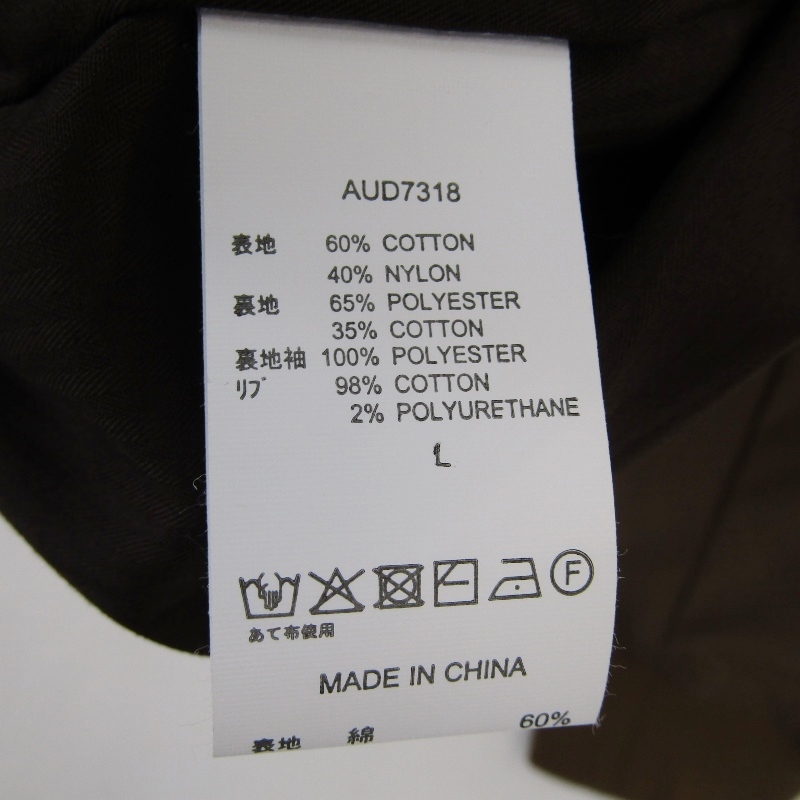 AUD7318
表地 60% COTTON
40% NYLON
裏地 65% POLYESTER
35% COTTON
裏地袖 100% POLYESTER
リブ 98% COTTON
2% POLYURETHANE
L
F
あて布使用
MADE IN CHINA
表地 綿 60%